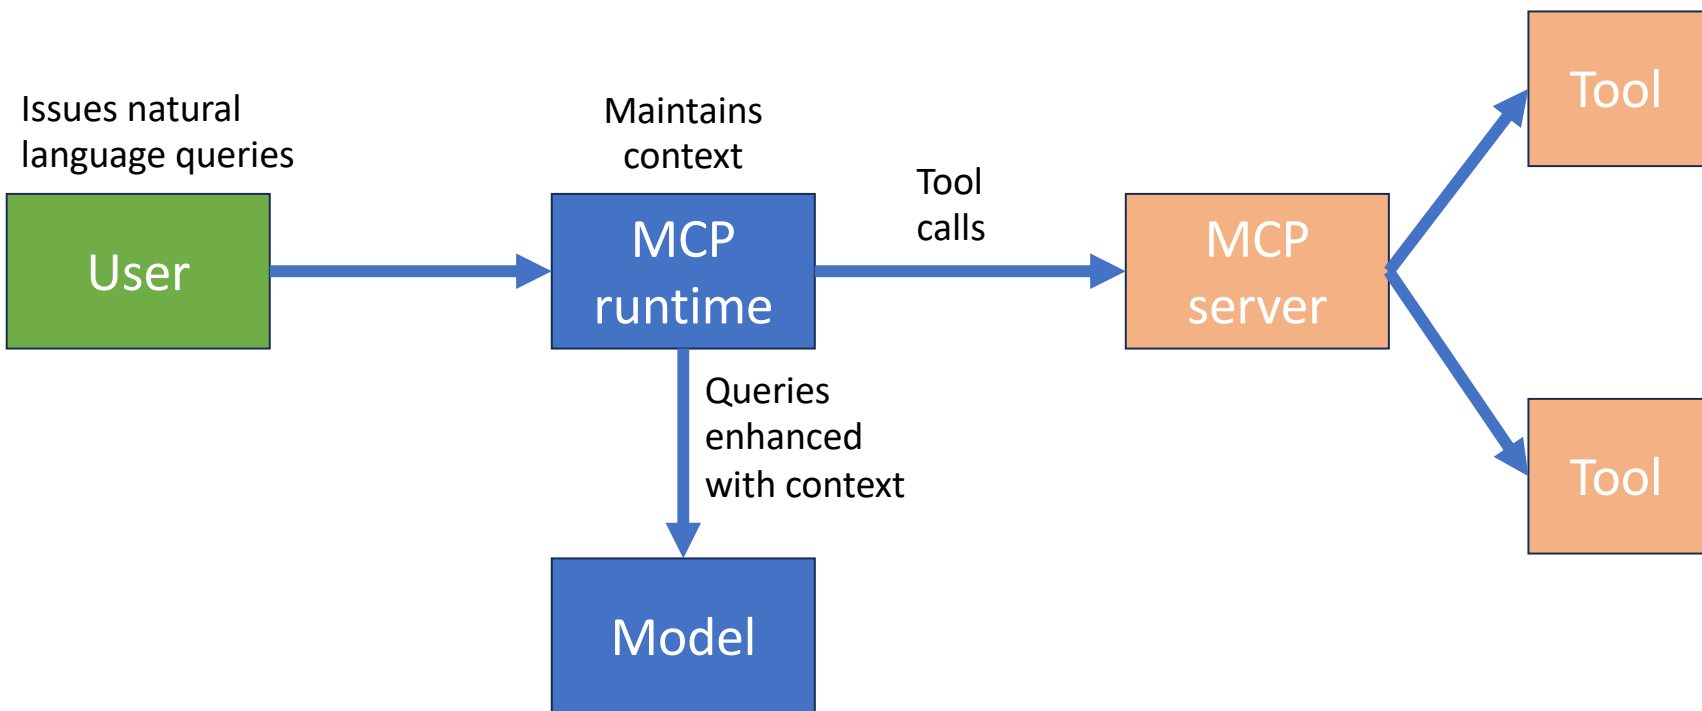 Issues natural
language queries
User
Maintains
context
MCP
runtime
Tool
calls
MCP
server
Tool
Tool
Queries
enhanced
with context
Model